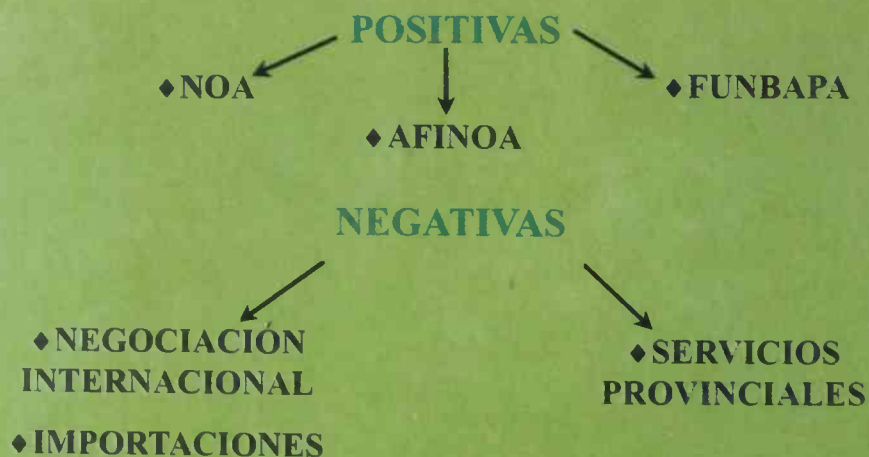 POSITIVAS
♦NOA
♦FUNBAPA
♦AFINOA
NEGATIVAS
♦NEGOCIACIÓN
INTERNACIONAL
♦SERVICIOS
PROVINCIALES
♦IMPORTACIONES